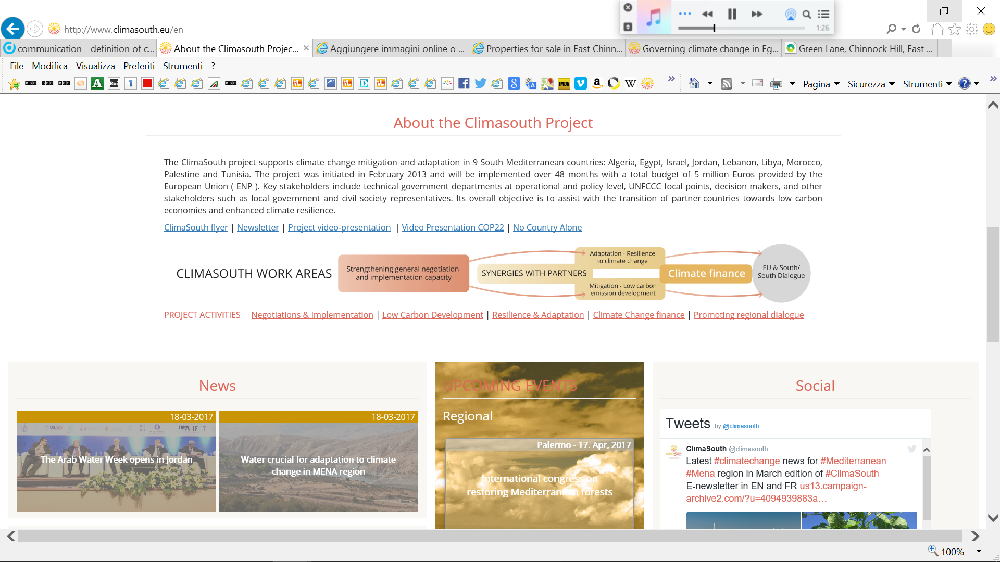 1:26
http://www.climasouth.eu/en
communication - definition of c...
About the Climasouth Projec...
Aggiungere immagini online o ...
Properties for sale in East Chinn...
Governing climate change in Eg...
Green Lane, Chinnock Hill, East ...
File Modifica Visualizza Preferiti Strumenti ?
BBC BBC BBC A Rai 1 BBC iL iL D iL g IMDb a W Pagina Sicurezza Strumenti ?
About the Climasouth Project
The ClimaSouth project supports climate change mitigation and adaptation in 9 South Mediterranean countries: Algeria, Egypt, Israel, Jordan, Lebanon, Libya, Morocco,
Palestine and Tunisia. The project was initiated in February 2013 and will be implemented over 48 months with a total budget of 5 million Euros provided by the
European Union ( ENP ). Key stakeholders include technical government departments at operational and policy level, UNFCCC focal points, decision makers, and other
stakeholders such as local government and civil society representatives. Its overall objective is to assist with the transition of partner countries towards low carbon
economies and enhanced climate resilience.
ClimaSouth flyer | Newsletter | Project video-presentation | Video Presentation COP22 | No Country Alone
CLIMASOUTH WORK AREAS
Strengthening general negotiation
and implementation capacity
SYNERGIES WITH PARTNERS
Adaptation - Resilience
to climate change
Mitigation - Low carbon
emission development
Climate finance
EU & South/
South Dialogue
PROJECT ACTIVITIES Negotiations & Implementation | Low Carbon Development | Resilience & Adaptation | Climate Change finance | Promoting regional dialogue
News
18-03-2017
USAID giz IWA
The Arab Water Week opens in Jordan
18-03-2017
Water crucial for adaptation to climate
change in MENA region
UPCOMING EVENTS
Regional
Palermo - 17. Apr, 2017
International congress on
restoring Mediterranean forests
Social
Tweets by @climasouth
ClimaSouth @climasouth
Latest #climatechange news for #Mediterranean
#Mena region in March edition of #ClimaSouth
E-newsletter in EN and FR us13.campaign-
archive2.com/?u=4094939883a…
100%